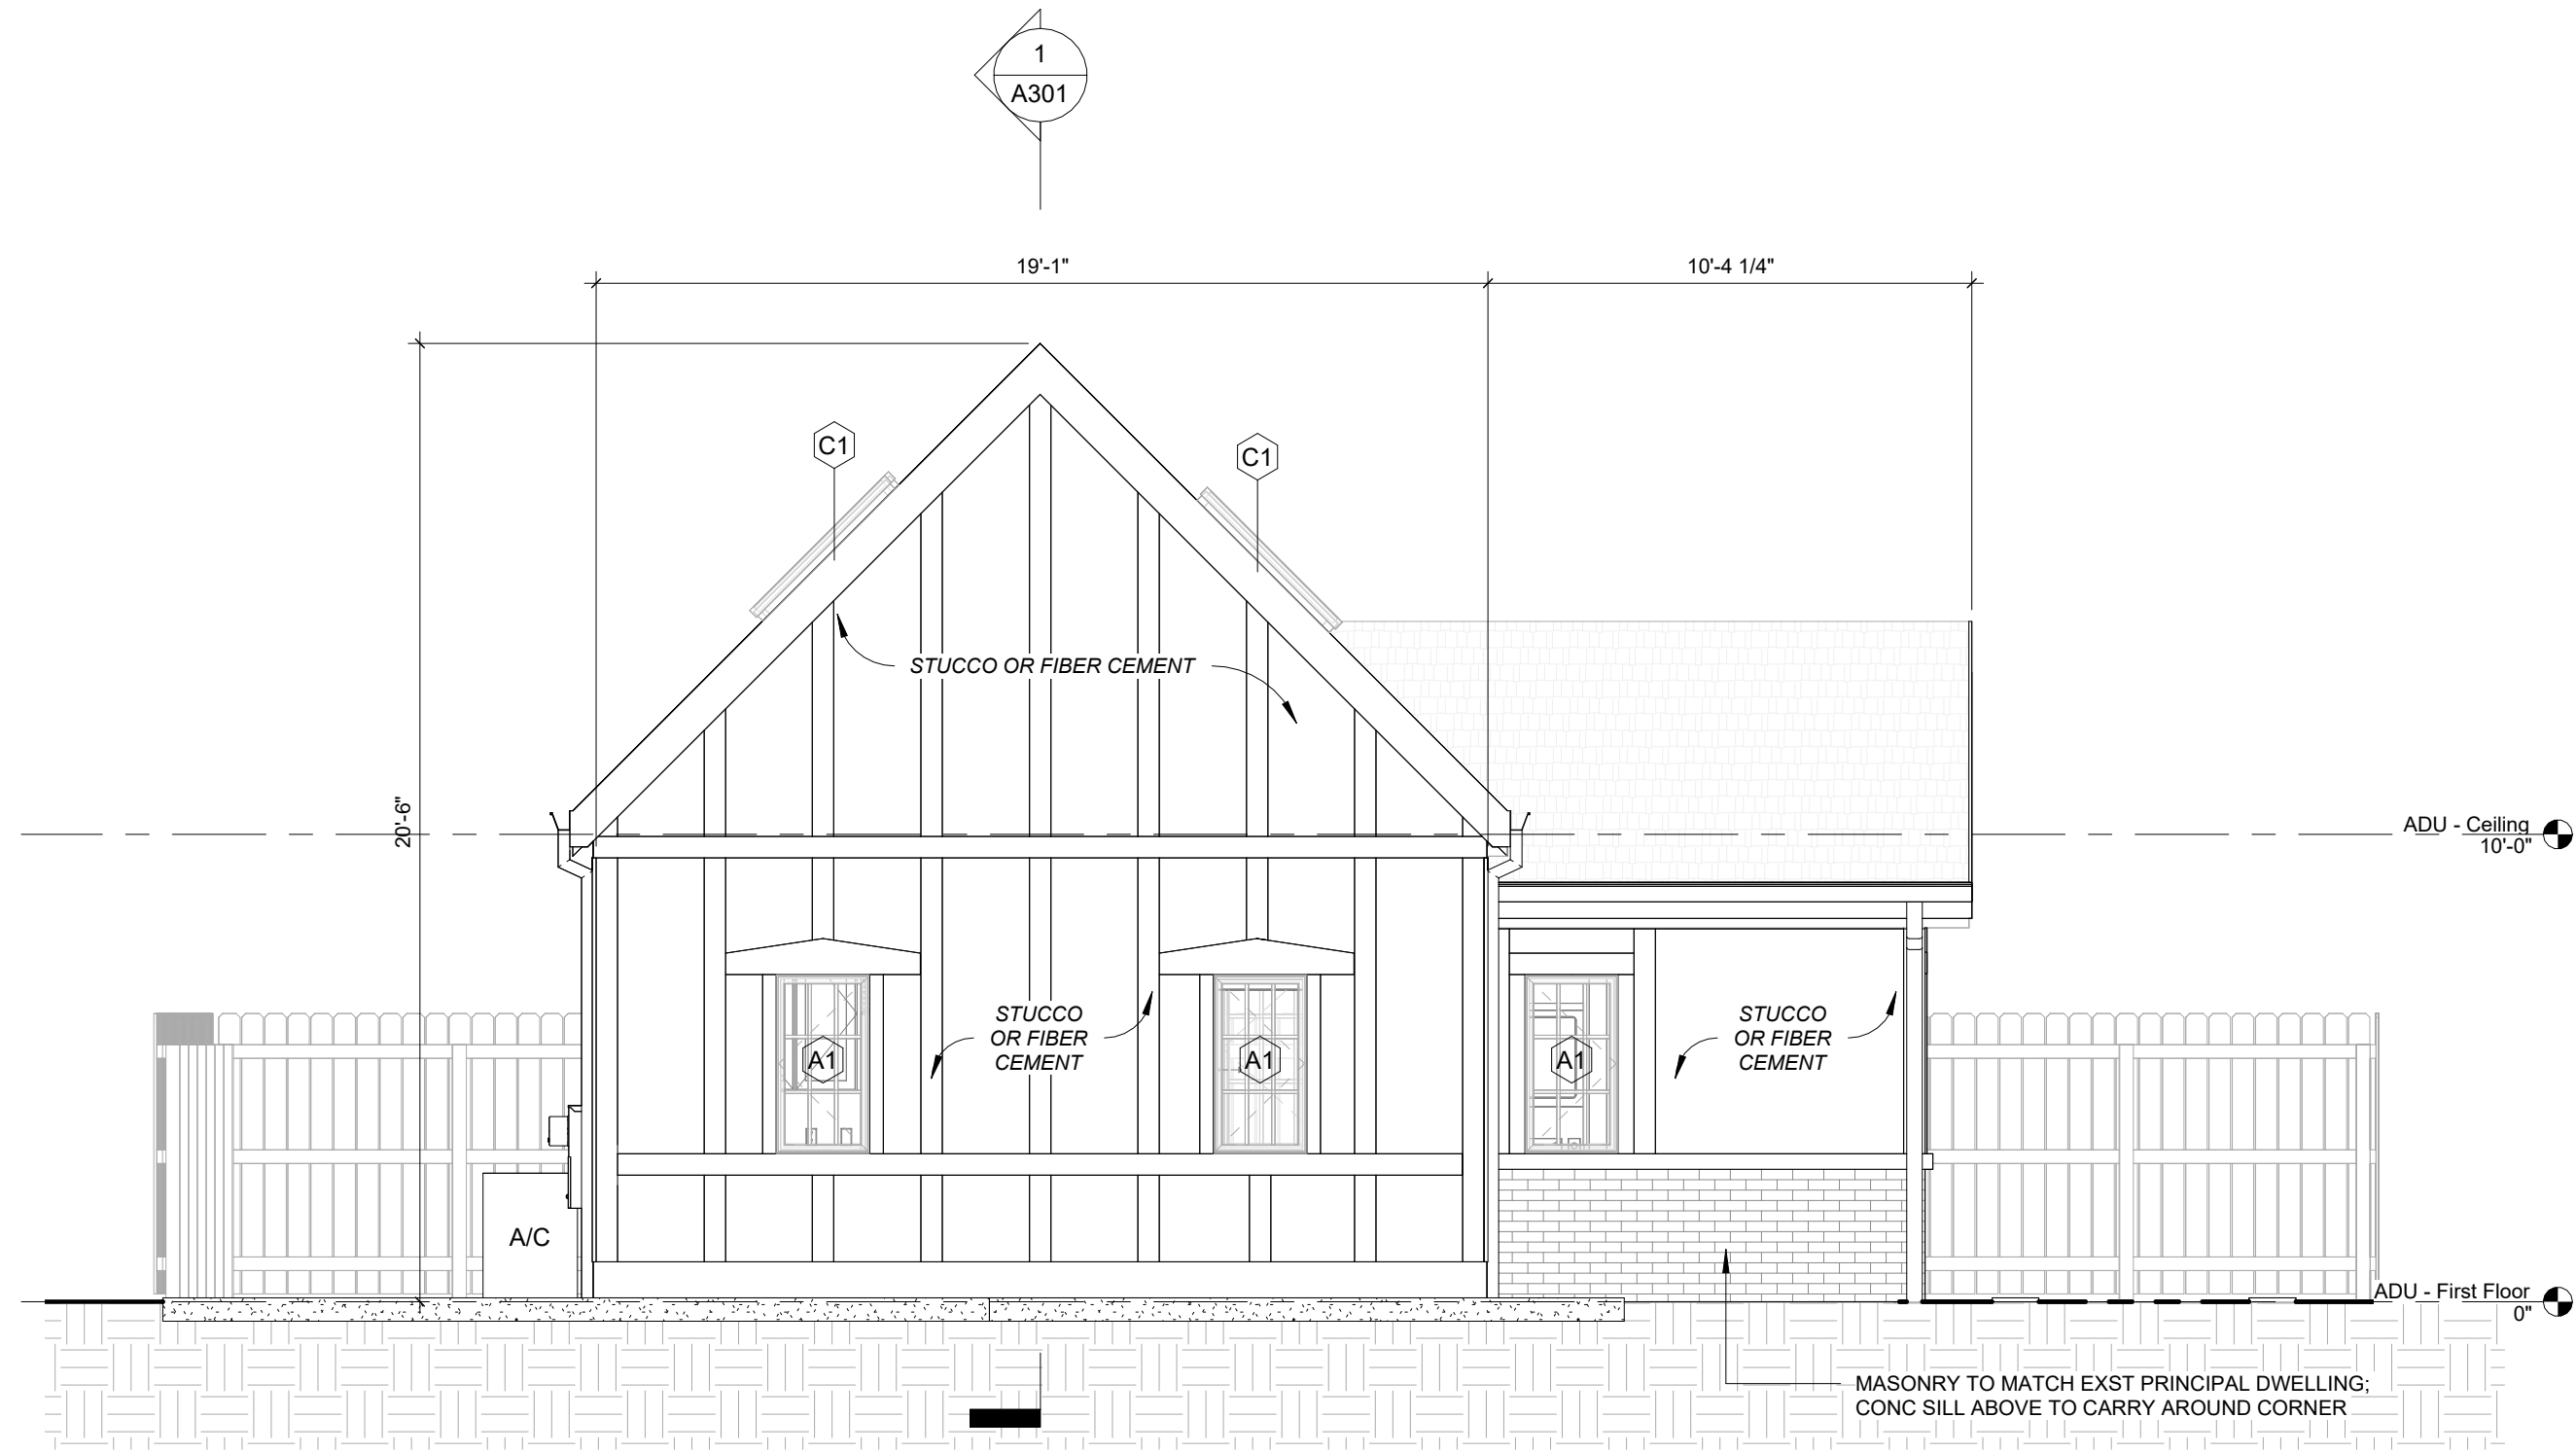 1
A301
19'-1"
10'-4 1/4"
C1
C1
STUCCO OR FIBER CEMENT
20'-6"
ADU - Ceiling
10'-0"
STUCCO
OR FIBER
CEMENT
STUCCO
OR FIBER
CEMENT
A1
A1
A1
A/C
ADU - First Floor
0"
MASONRY TO MATCH EXST PRINCIPAL DWELLING;
CONC SILL ABOVE TO CARRY AROUND CORNER